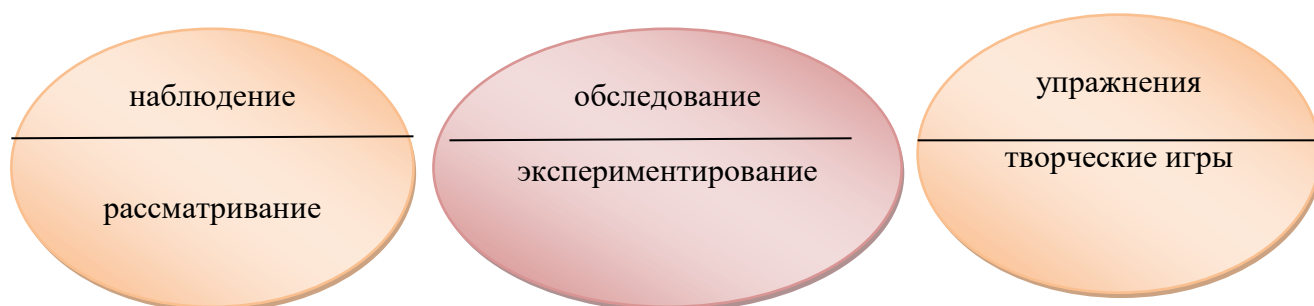 наблюдение
рассматривание
обследование
экспериментирование
упражнения
творческие игры